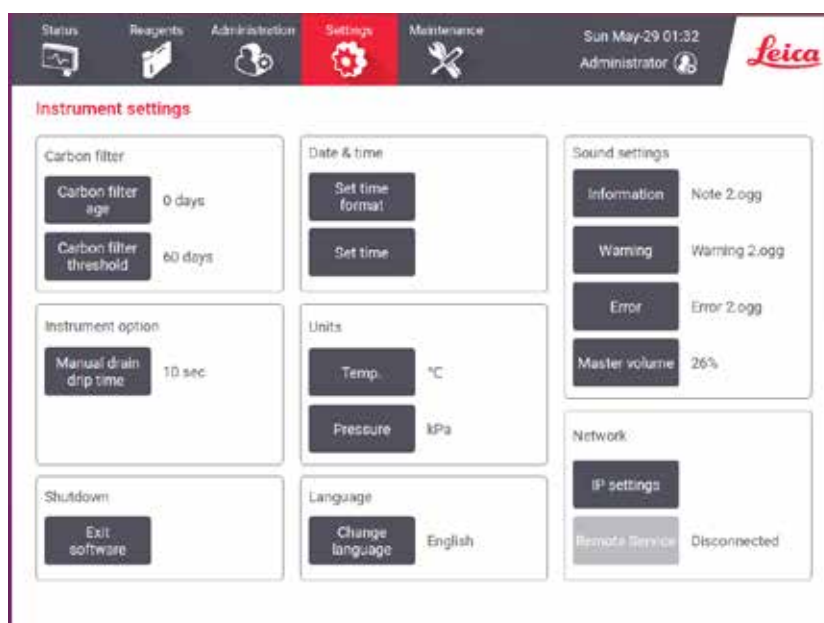 Status Reagents Administration Settings Maintenance
Sun May-29 01:32
Administrator
Leica
Instrument settings
Carbon filter
Carbon filter
age
0 days
Carbon filter
threshold
60 days
Date & time
Set time
format
Set time
Sound settings
Information
Note 2.ogg
Warning
Warning 2.ogg
Error
Error 2.ogg
Master volume
26%
Instrument option
Manual drain
drip time
10 sec
Units
Temp.
°C
Pressure
kPa
Network
IP settings
Remote Service
Disconnected
Shutdown
Exit
software
Language
Change
language
English